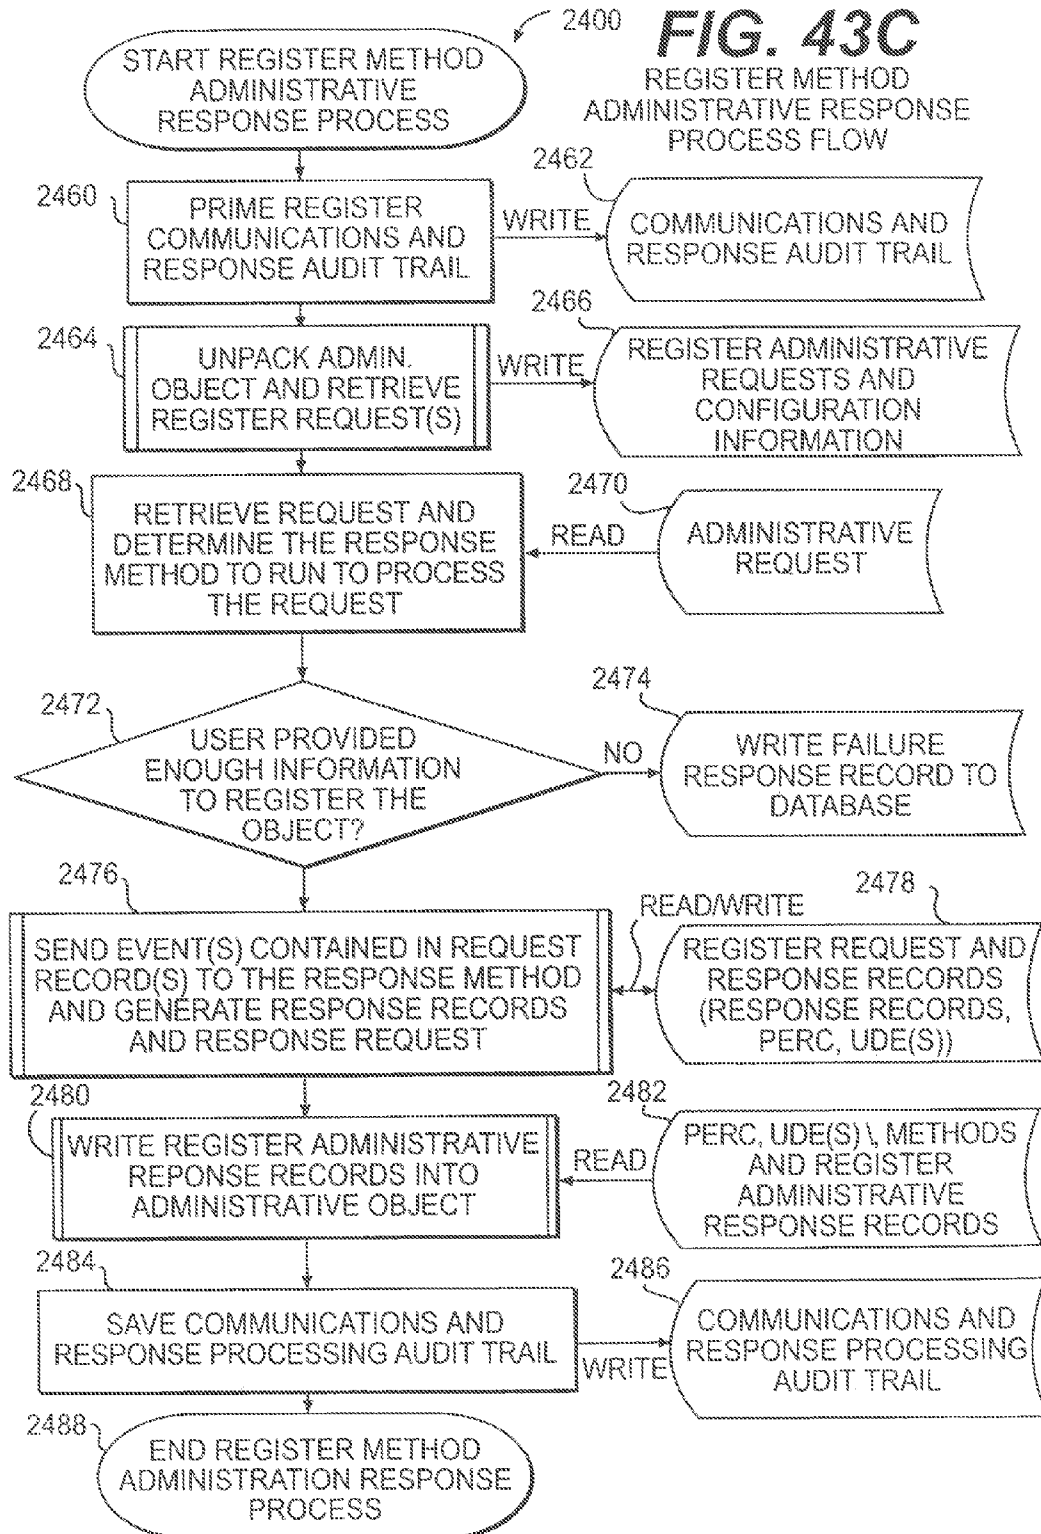 2400
FIG. 43C
START REGISTER METHOD
ADMINISTRATIVE
RESPONSE PROCESS
REGISTER METHOD
ADMINISTRATIVE RESPONSE
PROCESS FLOW
2460
PRIME REGISTER
COMMUNICATIONS AND
RESPONSE AUDIT TRAIL
WRITE
2462
COMMUNICATIONS AND
RESPONSE AUDIT TRAIL
2464
UNPACK ADMIN.
OBJECT AND RETRIEVE
REGISTER REQUEST(S)
WRITE
2466
REGISTER ADMINISTRATIVE
REQUESTS AND
CONFIGURATION
INFORMATION
2468
RETRIEVE REQUEST AND
DETERMINE THE RESPONSE
METHOD TO RUN TO PROCESS
THE REQUEST
READ
2470
ADMINISTRATIVE
REQUEST
2472
USER PROVIDED
ENOUGH INFORMATION
TO REGISTER THE
OBJECT?
NO
2474
WRITE FAILURE
RESPONSE RECORD TO
DATABASE
2476
SEND EVENT(S) CONTAINED IN REQUEST
RECORD(S) TO THE RESPONSE METHOD
AND GENERATE RESPONSE RECORDS
AND RESPONSE REQUEST
READ/WRITE
2478
REGISTER REQUEST AND
RESPONSE RECORDS
(RESPONSE RECORDS,
PERC, UDE(S))
2480
WRITE REGISTER ADMINISTRATIVE
REPONSE RECORDS INTO
ADMINISTRATIVE OBJECT
READ
2482
PERC, UDE(S) \, METHODS
AND REGISTER
ADMINISTRATIVE
RESPONSE RECORDS
2484
SAVE COMMUNICATIONS AND
RESPONSE PROCESSING AUDIT TRAIL
WRITE
2486
COMMUNICATIONS AND
RESPONSE PROCESSING
AUDIT TRAIL
2488
END REGISTER METHOD
ADMINISTRATION RESPONSE
PROCESS